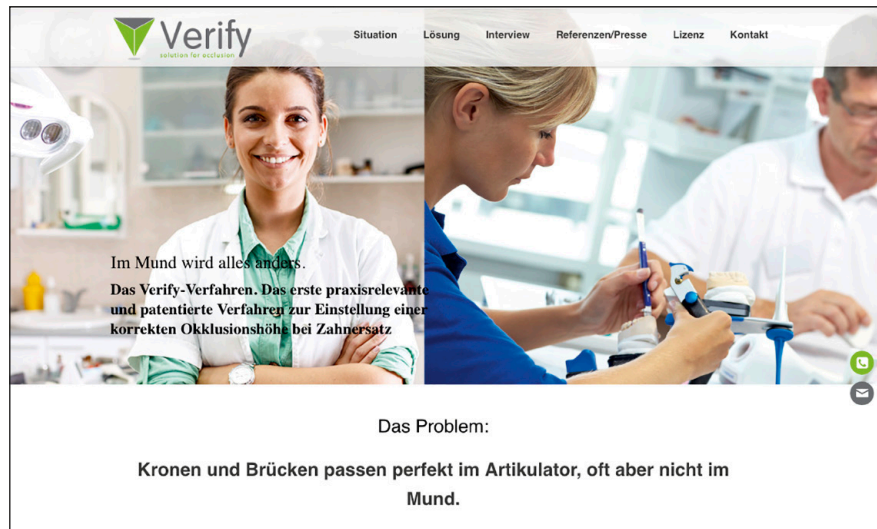 Verify
solution for occlusion
Situation Lösung Interview Referenzen/Presse Lizenz Kontakt
Im Mund wird alles anders.
Das Verify-Verfahren. Das erste praxisrelevante
und patentierte Verfahren zur Einstellung einer
korrekten Okklusionshöhe bei Zahnersatz
Das Problem:
Kronen und Brücken passen perfekt im Artikulator, oft aber nicht im
Mund.